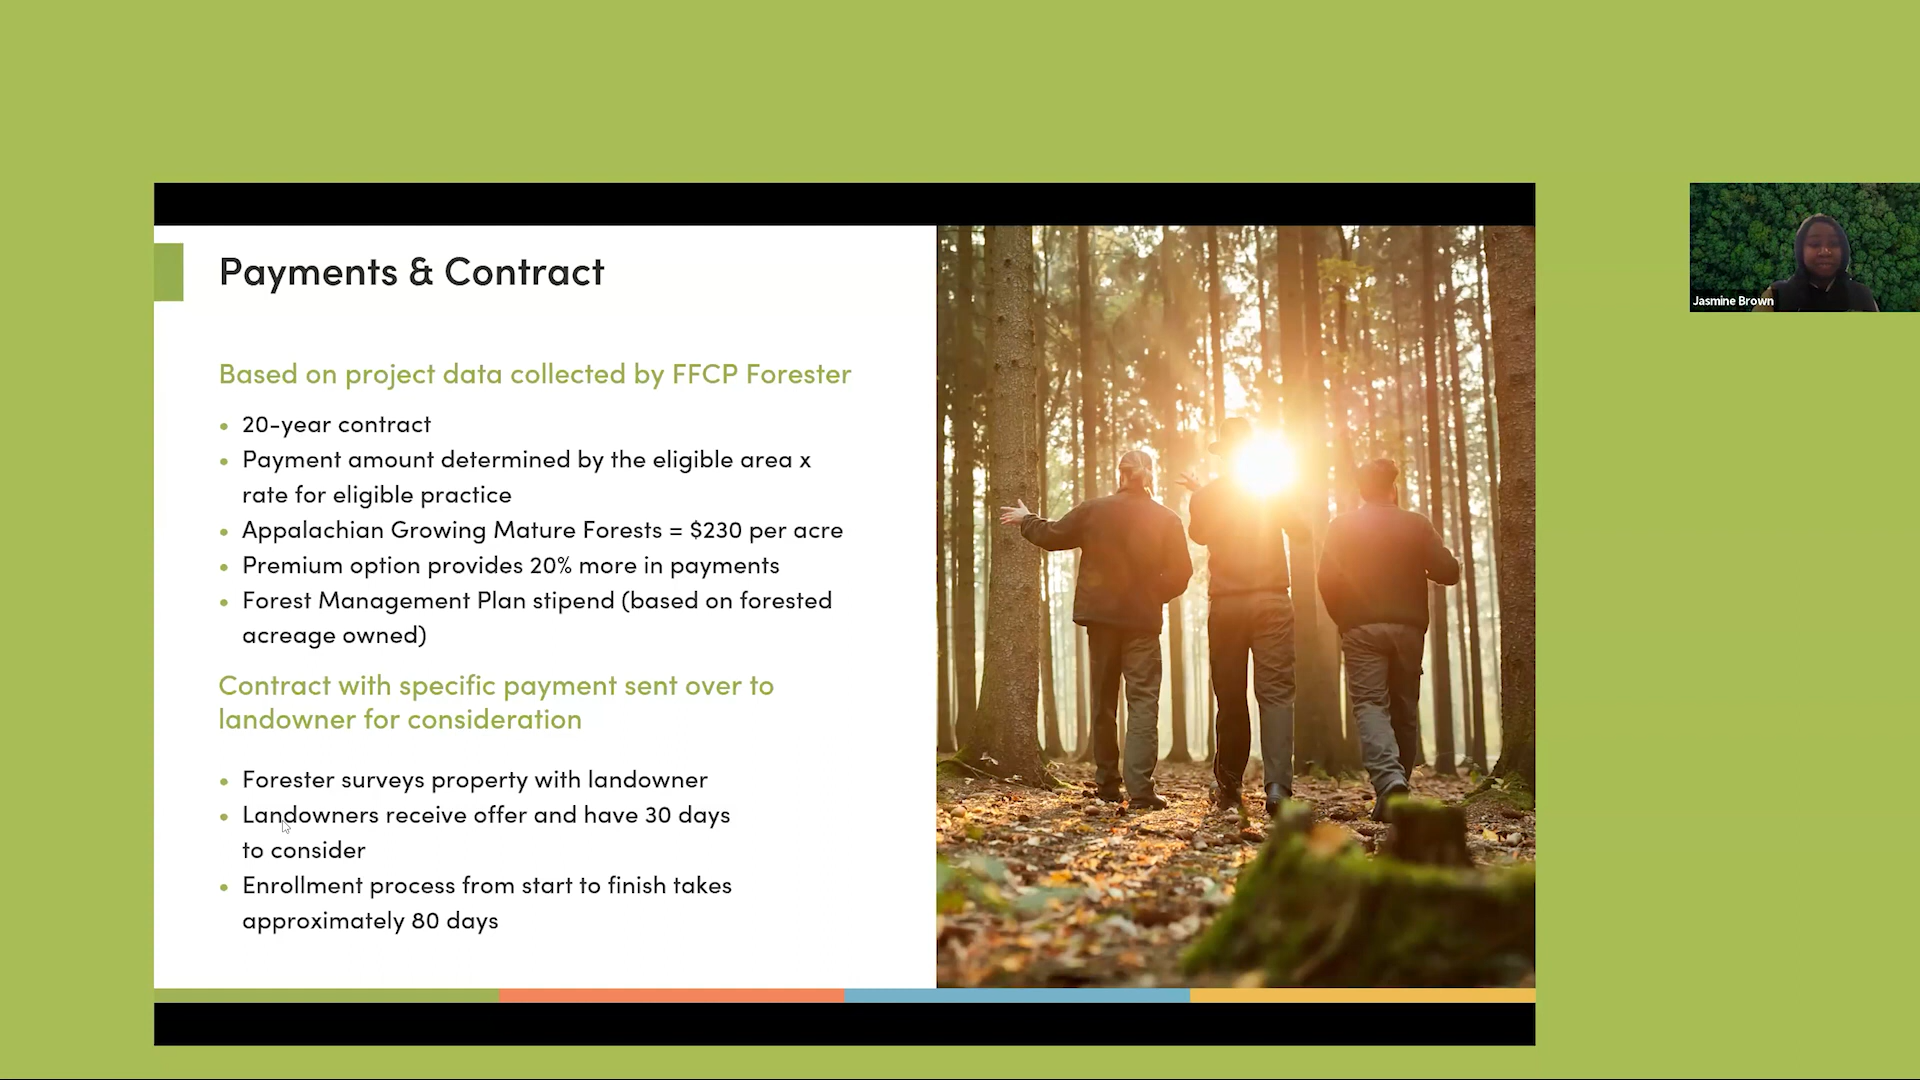 Payments & Contract
Based on project data collected by FFCP Forester
• 20-year contract
• Payment amount determined by the eligible area x
rate for eligible practice
• Appalachian Growing Mature Forests = $230 per acre
• Premium option provides 20% more in payments
• Forest Management Plan stipend (based on forested
acreage owned)
Contract with specific payment sent over to
landowner for consideration
• Forester surveys property with landowner
• Landowners receive offer and have 30 days
to consider
• Enrollment process from start to finish takes
approximately 80 days
Jasmine Brown